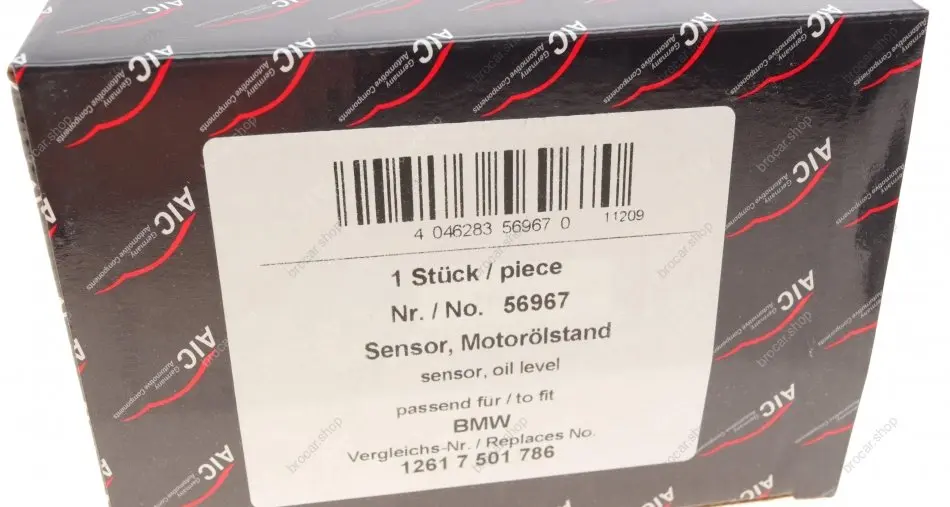 AIC
Germany
Automotive Components
4 046283 56967 0
11209
1 Stück / piece
Nr. / No. 56967
Sensor, Motorölstand
sensor, oil level
passend für / to fit
BMW
Vergleichs-Nr. / Replaces No.
1261 7 501 786
brocar.shop